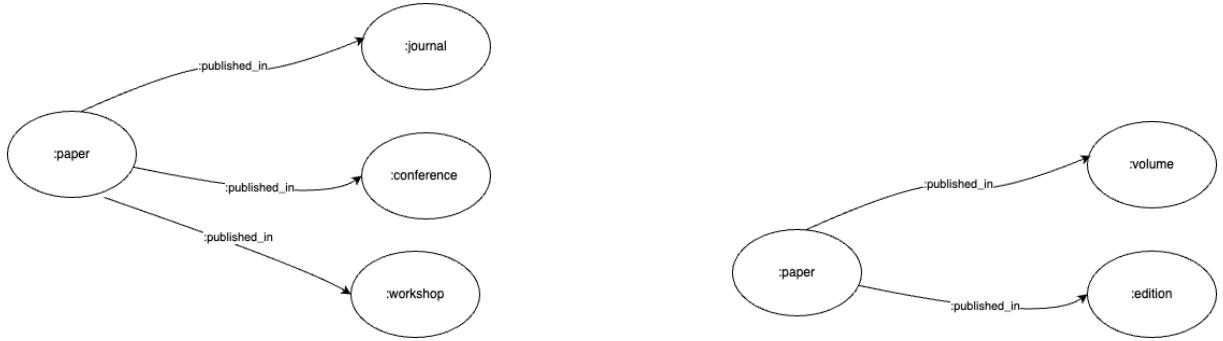 :journal
:published_in
:paper
:conference
:published_in
:published_in
:workshop
:volume
:published_in
:paper
:edition
:published_in